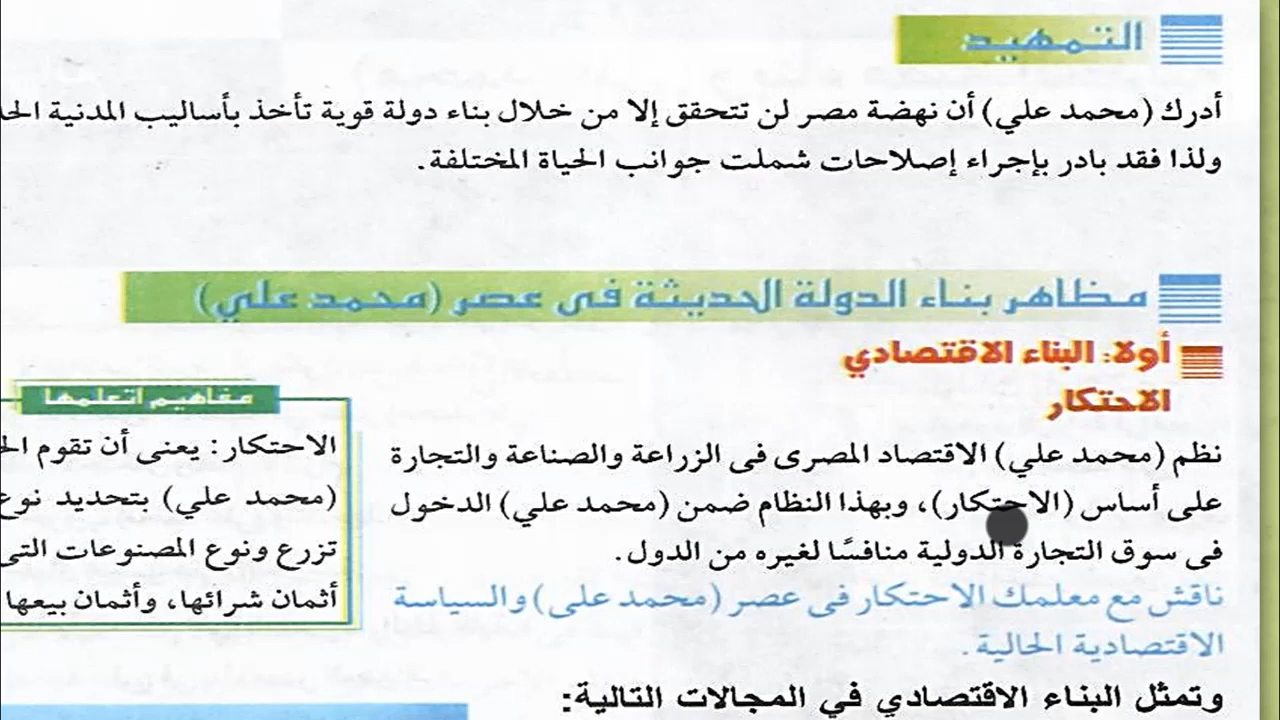 التمهيد
أدرك (محمد علي) أن نهضة مصر لن تتحقق إلا من خلال بناء دولة قوية تأخذ بأساليب المدنية
ولذا فقد بادر بإجراء إصلاحات شملت جوانب الحياة المختلفة.
مظاهر بناء الدولة الحديثة فى عصر (محمد علي)
أولا: البناء الاقتصادي
الاحتكار
نظم (محمد علي) الاقتصاد المصرى فى الزراعة والصناعة والتجارة
على أساس (الاحتكار)، وبهذا النظام ضمن (محمد علي) الدخول
فى سوق التجارة الدولية منافسًا لغيره من الدول.
ناقش مع معلمك الاحتكار فى عصر (محمد على) والسياسة
الاقتصادية الحالية.
وتمثل البناء الاقتصادي في المجالات التالية:
مفاهيم اتعلمها
الاحتكار: يعنى أن تقوم
(محمد علي) بتحديد نوع
تزرع ونوع المصنوعات التى
أثمان شرائها، وأثمان بيعها